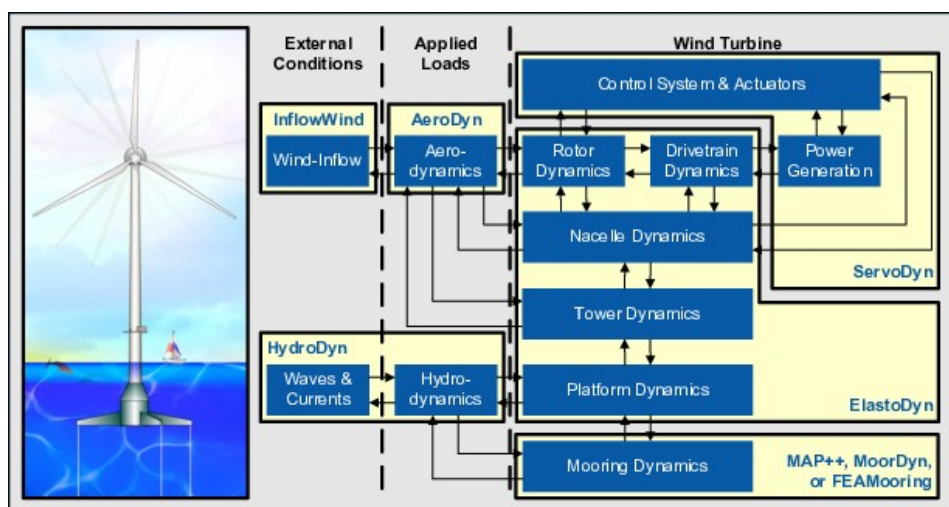 External
Conditions
Applied
Loads
Wind Turbine
Control System & Actuators
InflowWind
AeroDyn
Wind-Inflow
Aero-
dynamics
Rotor
Dynamics
Drivetrain
Dynamics
Power
Generation
Nacelle Dynamics
ServoDyn
Tower Dynamics
HydroDyn
Waves &
Currents
Hydro-
dynamics
Platform Dynamics
ElastoDyn
Mooring Dynamics
MAP++, MoorDyn,
or FEAMooring